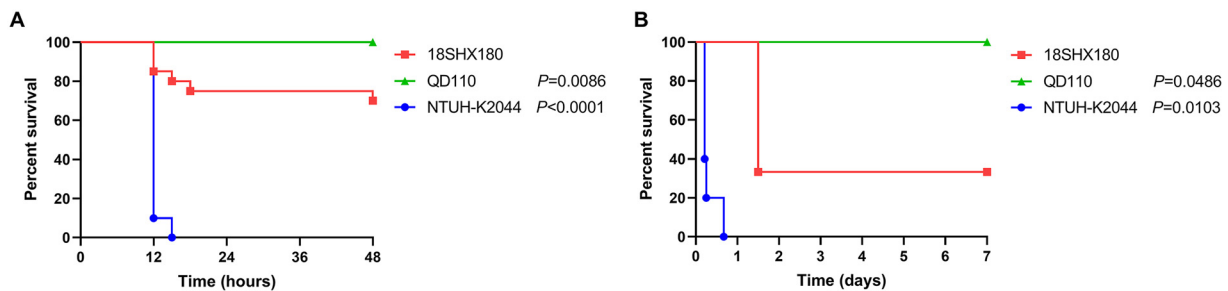 A
Percent survival
100
80
60
40
20
0
0 12 24 36 48
Time (hours)
18SHX180
QD110 P=0.0086
NTUH-K2044 P<0.0001
B
Percent survival
100
80
60
40
20
0
0 1 2 3 4 5 6 7
Time (days)
18SHX180
QD110 P=0.0486
NTUH-K2044 P=0.0103